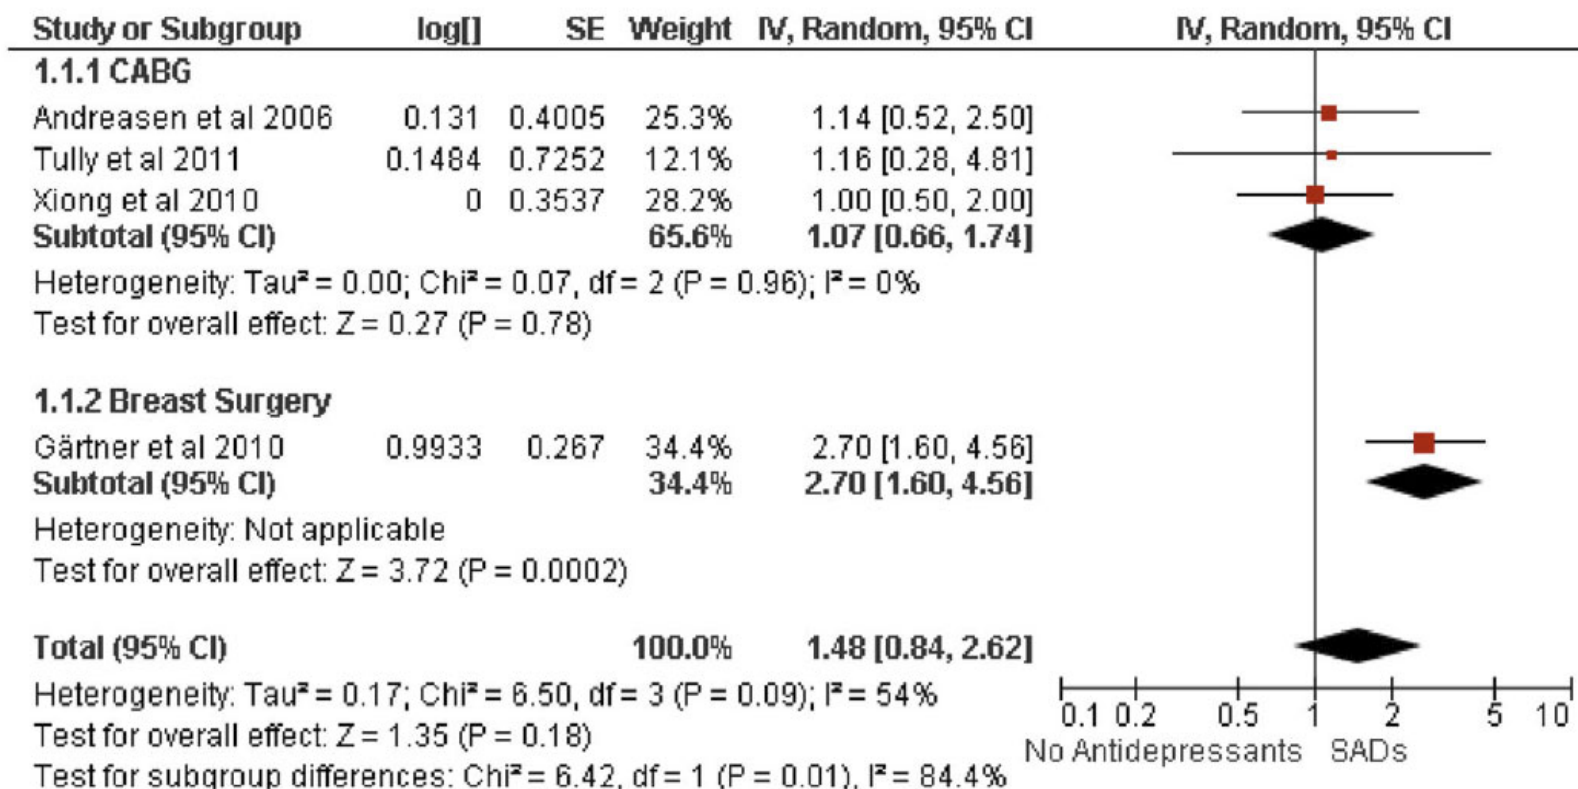 Study or Subgroup log[] SE Weight IV, Random, 95% CI IV, Random, 95% CI
1.1.1 CABG
Andreasen et al 2006 0.131 0.4005 25.3% 1.14 [0.52, 2.50]
Tully et al 2011 0.1484 0.7252 12.1% 1.16 [0.28, 4.81]
Xiong et al 2010 0 0.3537 28.2% 1.00 [0.50, 2.00]
Subtotal (95% CI) 65.6% 1.07 [0.66, 1.74]
Heterogeneity: Tau² = 0.00; Chi² = 0.07, df = 2 (P = 0.96); I² = 0%
Test for overall effect: Z = 0.27 (P = 0.78)
1.1.2 Breast Surgery
Gärtner et al 2010 0.9933 0.267 34.4% 2.70 [1.60, 4.56]
Subtotal (95% CI) 34.4% 2.70 [1.60, 4.56]
Heterogeneity: Not applicable
Test for overall effect: Z = 3.72 (P = 0.0002)
Total (95% CI) 100.0% 1.48 [0.84, 2.62]
Heterogeneity: Tau² = 0.17; Chi² = 6.50, df = 3 (P = 0.09); I² = 54%
Test for overall effect: Z = 1.35 (P = 0.18)
Test for subgroup differences: Chi² = 6.42, df = 1 (P = 0.01), I² = 84.4%
0.1 0.2 0.5 1 2 5 10
No Antidepressants SADs